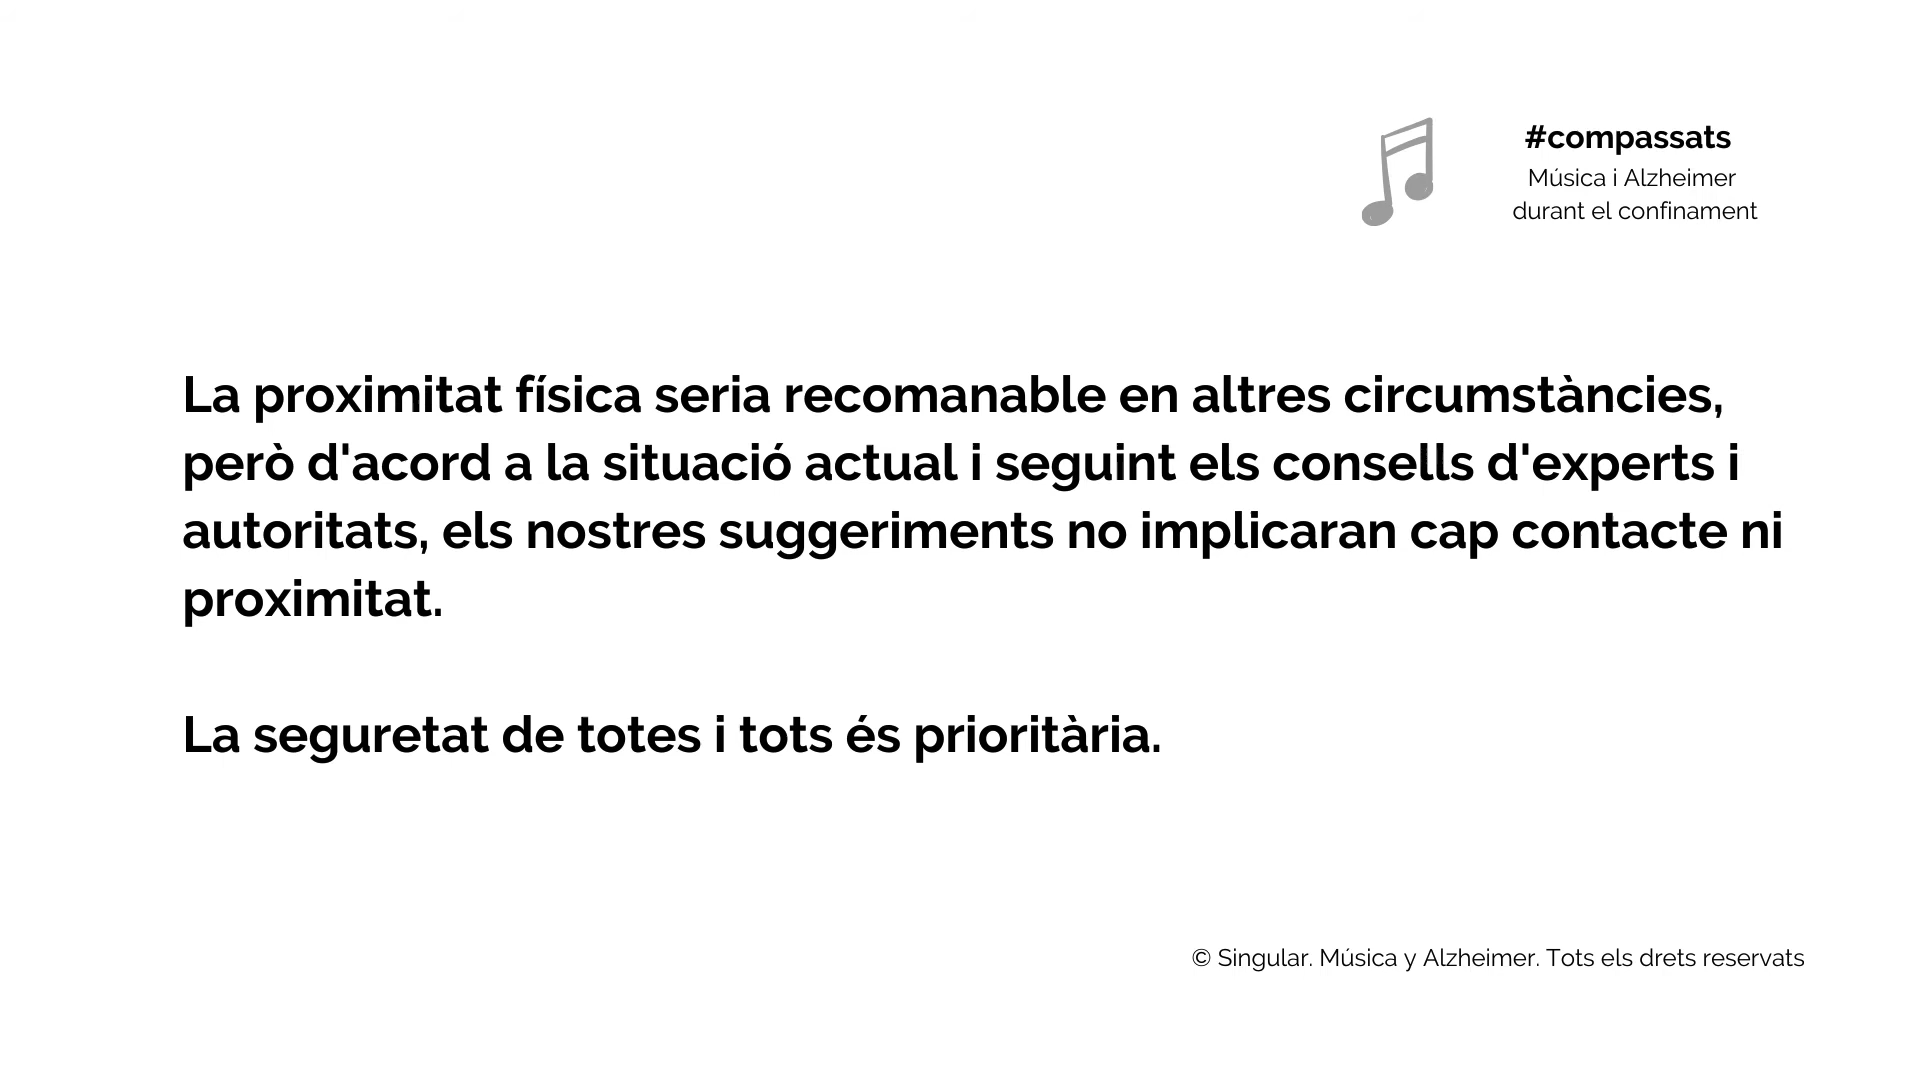 #compassats
Música i Alzheimer
durant el confinament
La proximitat física seria recomanable en altres circumstàncies,
però d'acord a la situació actual i seguint els consells d'experts i
autoritats, els nostres suggeriments no implicaran cap contacte ni
proximitat.
La seguretat de totes i tots és prioritària.
© Singular. Música y Alzheimer. Tots els drets reservats